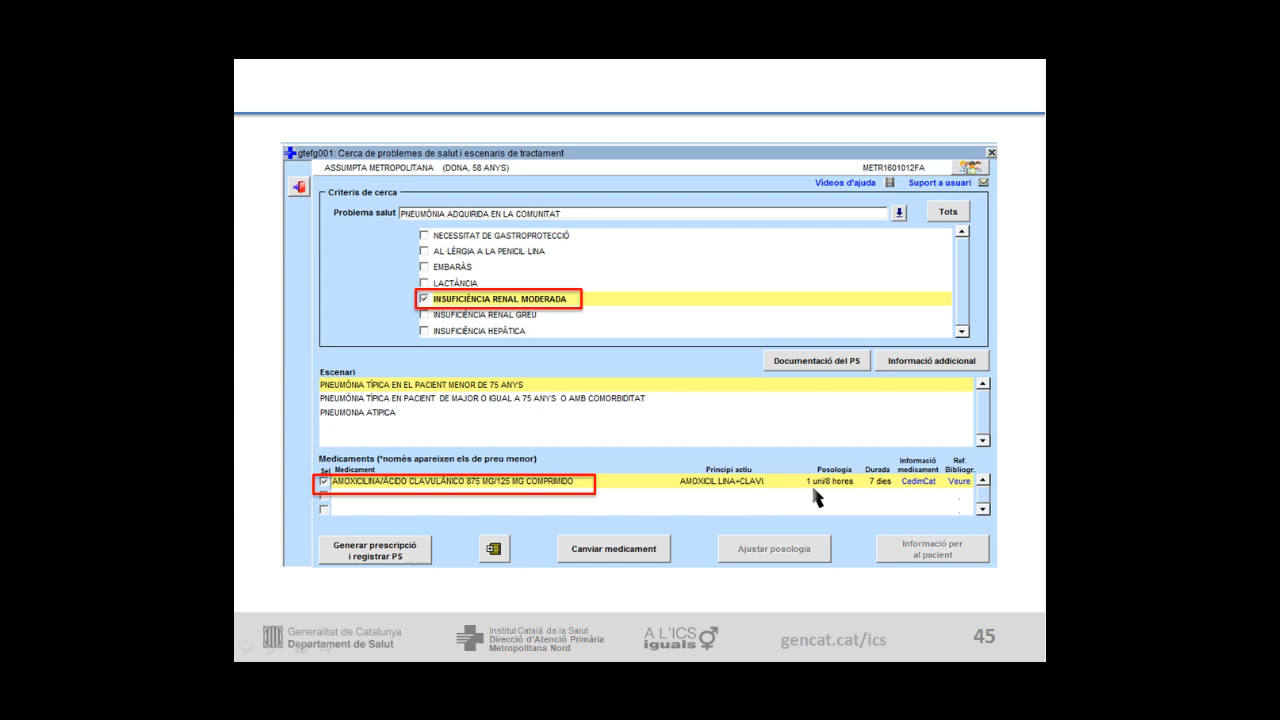 gtefg001: Cerca de problemes de salut i escenaris de tractament
ASSUMPTA METROPOLITANA (DONA, 58 ANYS) METR1601012FA
Vídeos d'ajuda Suport a usuari
Criteris de cerca
Problema salut PNEUMÒNIA ADQUIRIDA EN LA COMUNITAT Tots
NECESSITAT DE GASTROPROTECCIÓ
AL·LÈRGIA A LA PENICIL·LINA
EMBARÀS
LACTÀNCIA
INSUFICIÈNCIA RENAL MODERADA
INSUFICIÈNCIA RENAL GREU
INSUFICIÈNCIA HEPÀTICA
Documentació del PS Informació addicional
Escenari
PNEUMÒNIA TÍPICA EN EL PACIENT MENOR DE 75 ANYS
PNEUMÒNIA TÍPICA EN PACIENT DE MAJOR O IGUAL A 75 ANYS O AMB COMORBIDITAT
PNEUMONIA ATIPICA
Medicaments (*nomès apareixen els de preu menor)
Sel Medicament Principi actiu Posologia Durada Informació medicament Ref. Bibliogr.
AMOXICILINA/ÁCIDO CLAVULÁNICO 875 MG/125 MG COMPRIMIDO AMOXICIL.LINA+CLAVL 1 uni/8 hores 7 dies CedimCat Veure
Generar prescripció
i registrar PS
Canviar medicament
Ajustar posologia
Informació per
al pacient
Generalitat de Catalunya
Departament de Salut
Institut Català de la Salut
Direcció d'Atenció Primària
Metropolitana Nord
A L'ICS
iguals
gencat.cat/ics
45